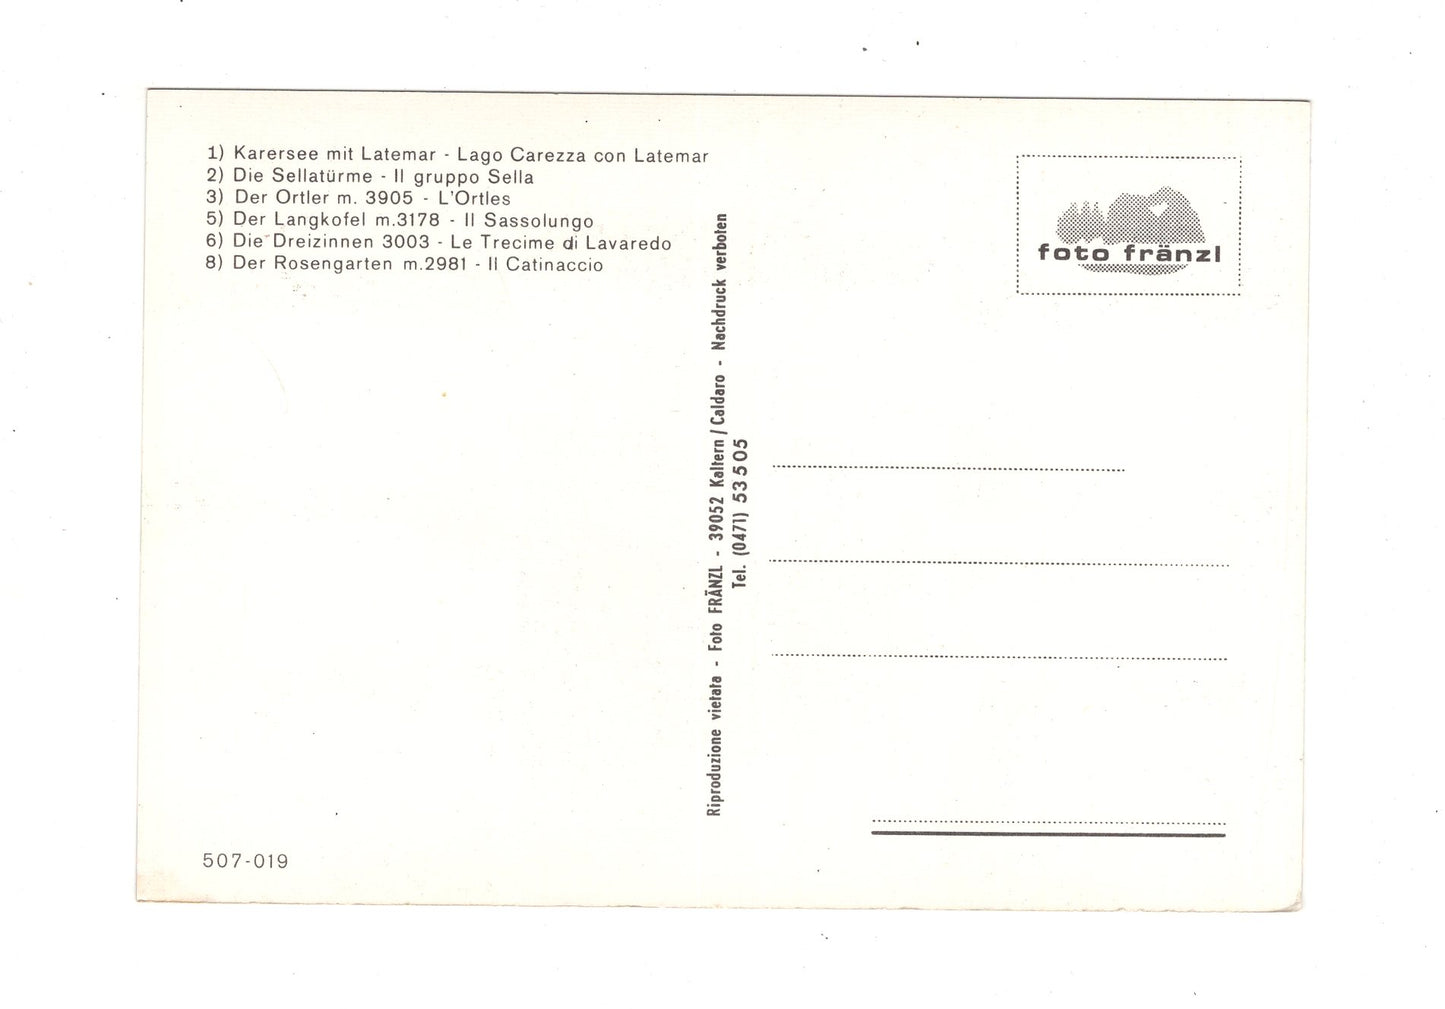 1) Karersee mit Latemar - Lago Carezza con Latemar
2) Die Sellatürme - Il gruppo Sella
3) Der Ortler m. 3905 - L'Ortles
5) Der Langkofel m.3178 - Il Sassolungo
6) Die Dreizinnen 3003 - Le Trecime di Lavaredo
8) Der Rosengarten m.2981 - Il Catinaccio
foto fränzl
Riproduzione vietata - Foto FRÄNZL - 39052 Kaltern/Caldaro - Nachdruck verboten
Tel. (0471) 53505
507-019